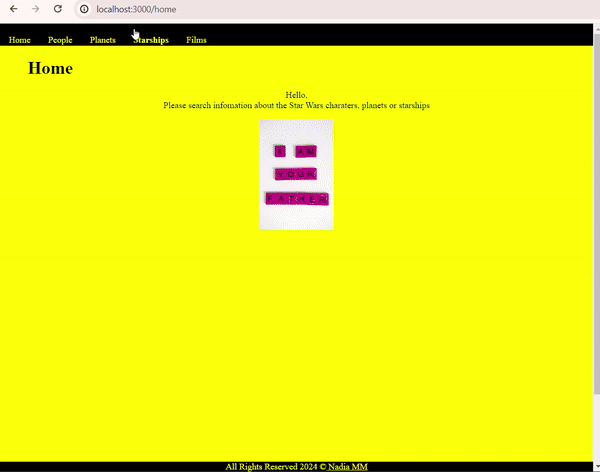 localhost:3000/home
Home People Planets Starships Films
Home
Hello,
Please search infomation about the Star Wars charaters, planets or starships
I AM
YOUR
FATHER
All Rights Reserved 2024 © Nadia MM